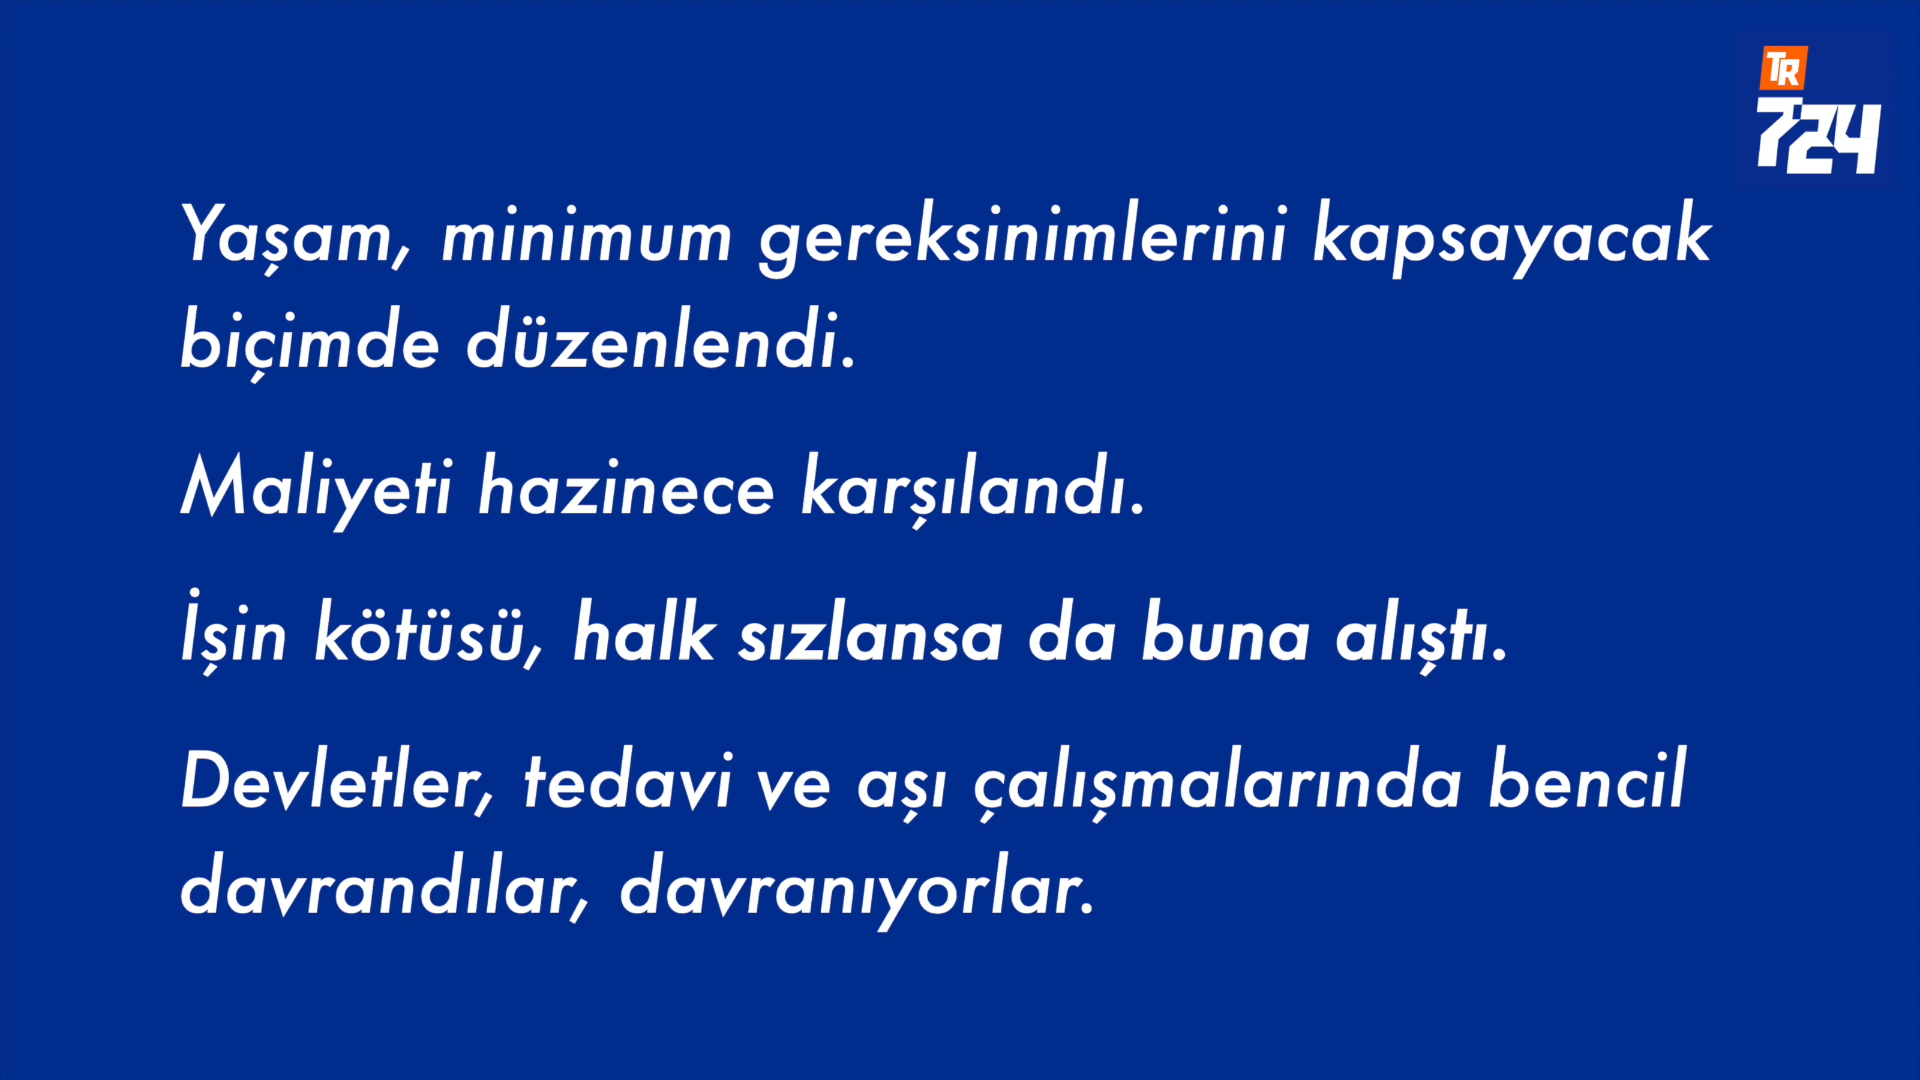 TR
724
Yaşam, minimum gereksinimlerini kapsayacak
biçimde düzenlendi.
Maliyeti hazinece karşılandı.
İşin kötüsü, halk sızlansa da buna alıştı.
Devletler, tedavi ve aşı çalışmalarında bencil
davrandılar, davranıyorlar.